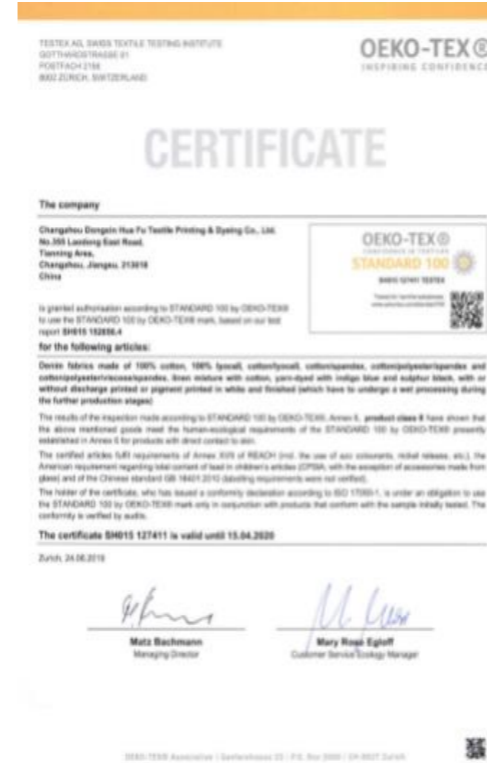 TESTEX AG, SWISS TEXTILE TESTING INSTITUTE
GOTTHARDSTRASSE 61
POSTFACH 2156
8002 ZÜRICH, SWITZERLAND
OEKO-TEX®
INSPIRING CONFIDENCE
CERTIFICATE
The company
Changzhou Dongxin Hua Fu Textile Printing & Dyeing Co., Ltd.
No.355 Laodong East Road,
Tianning Area,
Changzhou, Jiangsu, 213018
China
OEKO-TEX®
CONFIDENCE IN TEXTILES
STANDARD 100
SH015 127411 TESTEX
is granted authorisation according to STANDARD 100 by OEKO-TEX®
to use the STANDARD 100 by OEKO-TEX® mark, based on our test
report SH015 152656.4
for the following articles:
Denim fabrics made of 100% cotton, 100% lyocell, cotton/lyocell, cotton/spandex, cotton/polyester/spandex and
cotton/polyester/viscose/spandex, linen mixture with cotton, yarn-dyed with indigo blue and sulphur black, with or
without discharge printed or pigment printed in white and finished (which have to undergo a wet processing during
the further production stages)
The results of the inspection made according to STANDARD 100 by OEKO-TEX®, Annex 6, product class II have shown that
the above mentioned goods meet the human-ecological requirements of the STANDARD 100 by OEKO-TEX® presently
established in Annex 6 for products with direct contact to skin.
The certified articles fulfil requirements of Annex XVII of REACH (incl. the use of azo colourants, nickel release, etc.), the
American requirement regarding total content of lead in children's articles (CPSIA; with the exception of accessories made from
glass) and of the Chinese standard GB 18401:2010 (labelling requirements were not verified).
The holder of the certificate, who has issued a conformity declaration according to ISO 17050-1, is under an obligation to use
the STANDARD 100 by OEKO-TEX® mark only in conjunction with products that conform with the sample initially tested. The
conformity is verified by audits.
The certificate SH015 127411 is valid until 15.04.2020
Zurich, 24.06.2019
Matz Bachmann
Managing Director
Mary Rose Egloff
Customer Service Ecology Manager
OEKO-TEX® Association